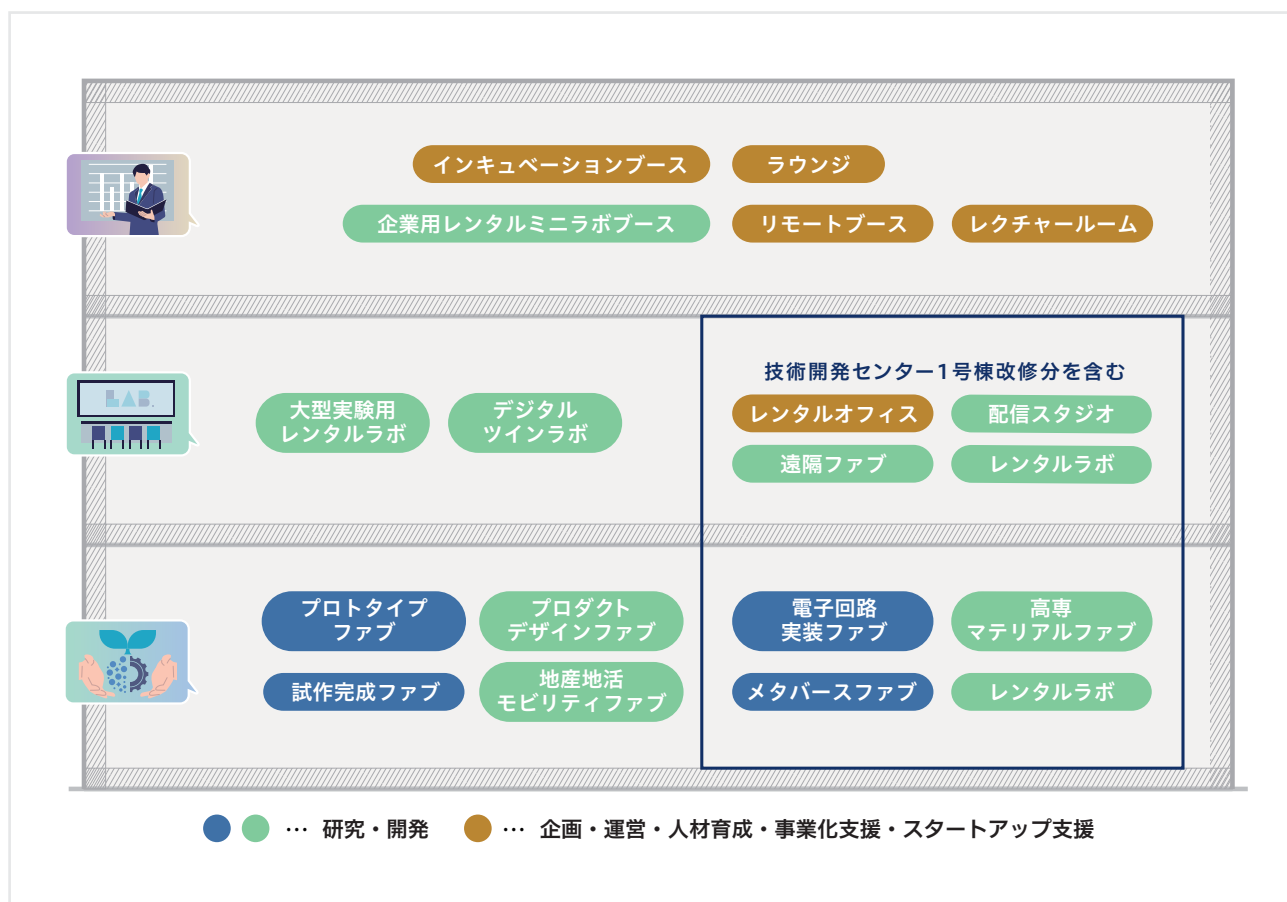 インキュベーションブース
ラウンジ
企業用レンタルミニラボブース
リモートブース
レクチャールーム
LAB.
大型実験用
レンタルラボ
デジタル
ツインラボ
技術開発センター1号棟改修分を含む
レンタルオフィス
配信スタジオ
遠隔ファブ
レンタルラボ
プロトタイプ
ファブ
プロダクト
デザインファブ
試作完成ファブ
地産地活
モビリティファブ
電子回路
実装ファブ
高専
マテリアルファブ
メタバースファブ
レンタルラボ
… 研究・開発
… 企画・運営・人材育成・事業化支援・スタートアップ支援